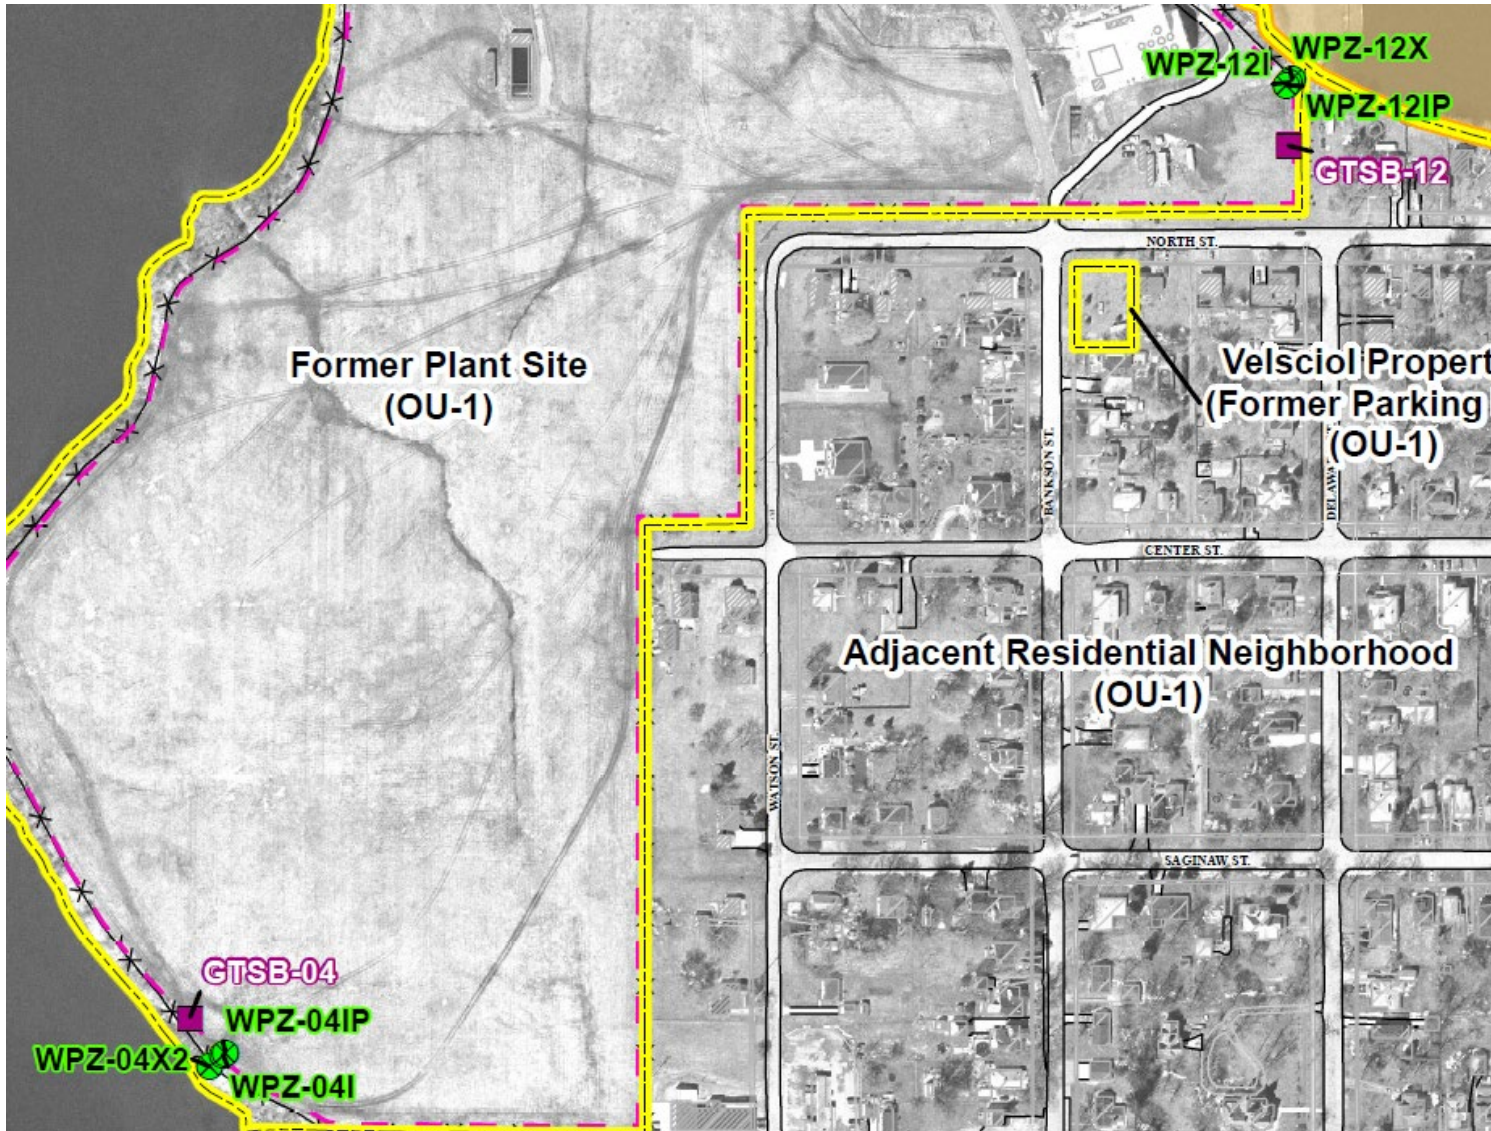 WPZ-12X
WPZ-12I
WPZ-12IP
GTSB-12
NORTH ST.
Former Plant Site
(OU-1)
Velsciol Propert
(Former Parking
(OU-1)
BANKSON ST.
DELAWA
CENTER ST.
Adjacent Residential Neighborhood
(OU-1)
WATSON ST.
SAGINAW ST.
GTSB-04
WPZ-04IP
WPZ-04X2
WPZ-04I